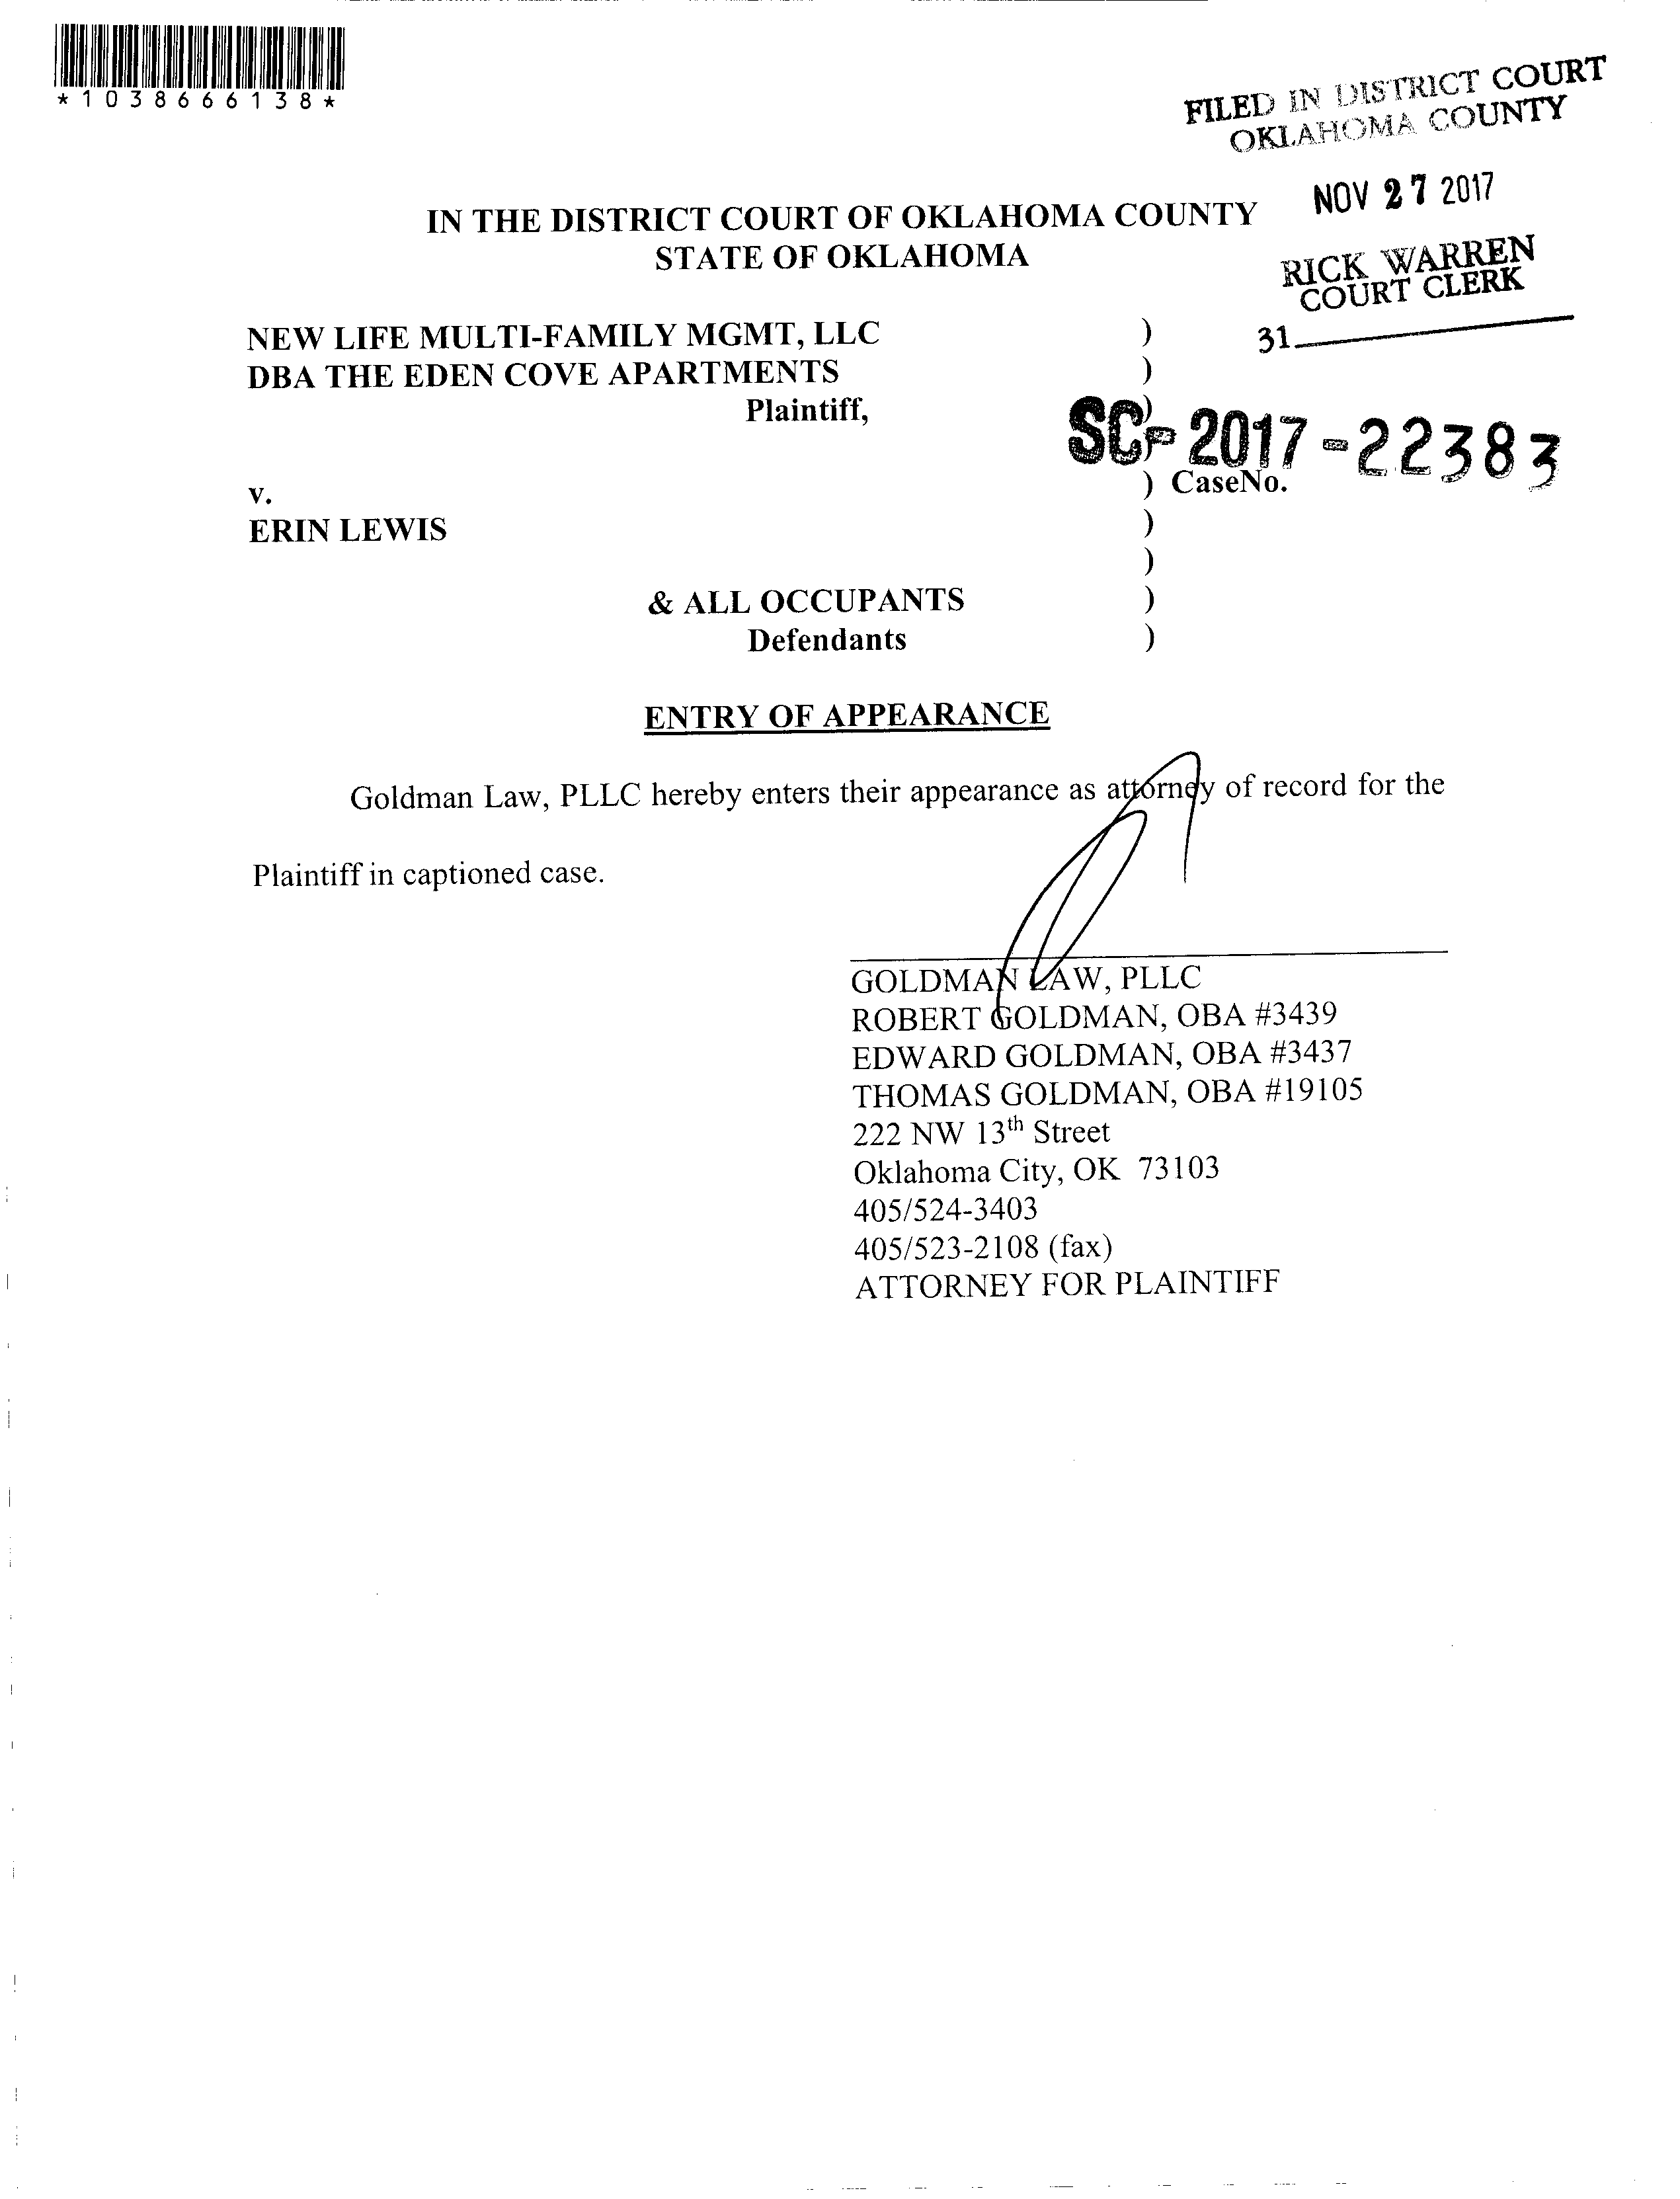 *1038666138*
FILED IN DISTRICT COURT
OKLAHOMA COUNTY
NOV 27 2017
RICK WARREN
COURT CLERK
31
IN THE DISTRICT COURT OF OKLAHOMA COUNTY
STATE OF OKLAHOMA
NEW LIFE MULTI-FAMILY MGMT, LLC )
DBA THE EDEN COVE APARTMENTS )
Plaintiff, )
SC-2017-22383
)
v. ) CaseNo.
ERIN LEWIS )
)
& ALL OCCUPANTS )
Defendants )
ENTRY OF APPEARANCE
Goldman Law, PLLC hereby enters their appearance as attorney of record for the
Plaintiff in captioned case.
GOLDMAN LAW, PLLC
ROBERT GOLDMAN, OBA #3439
EDWARD GOLDMAN, OBA #3437
THOMAS GOLDMAN, OBA #19105
222 NW 13th Street
Oklahoma City, OK 73103
405/524-3403
405/523-2108 (fax)
ATTORNEY FOR PLAINTIFF